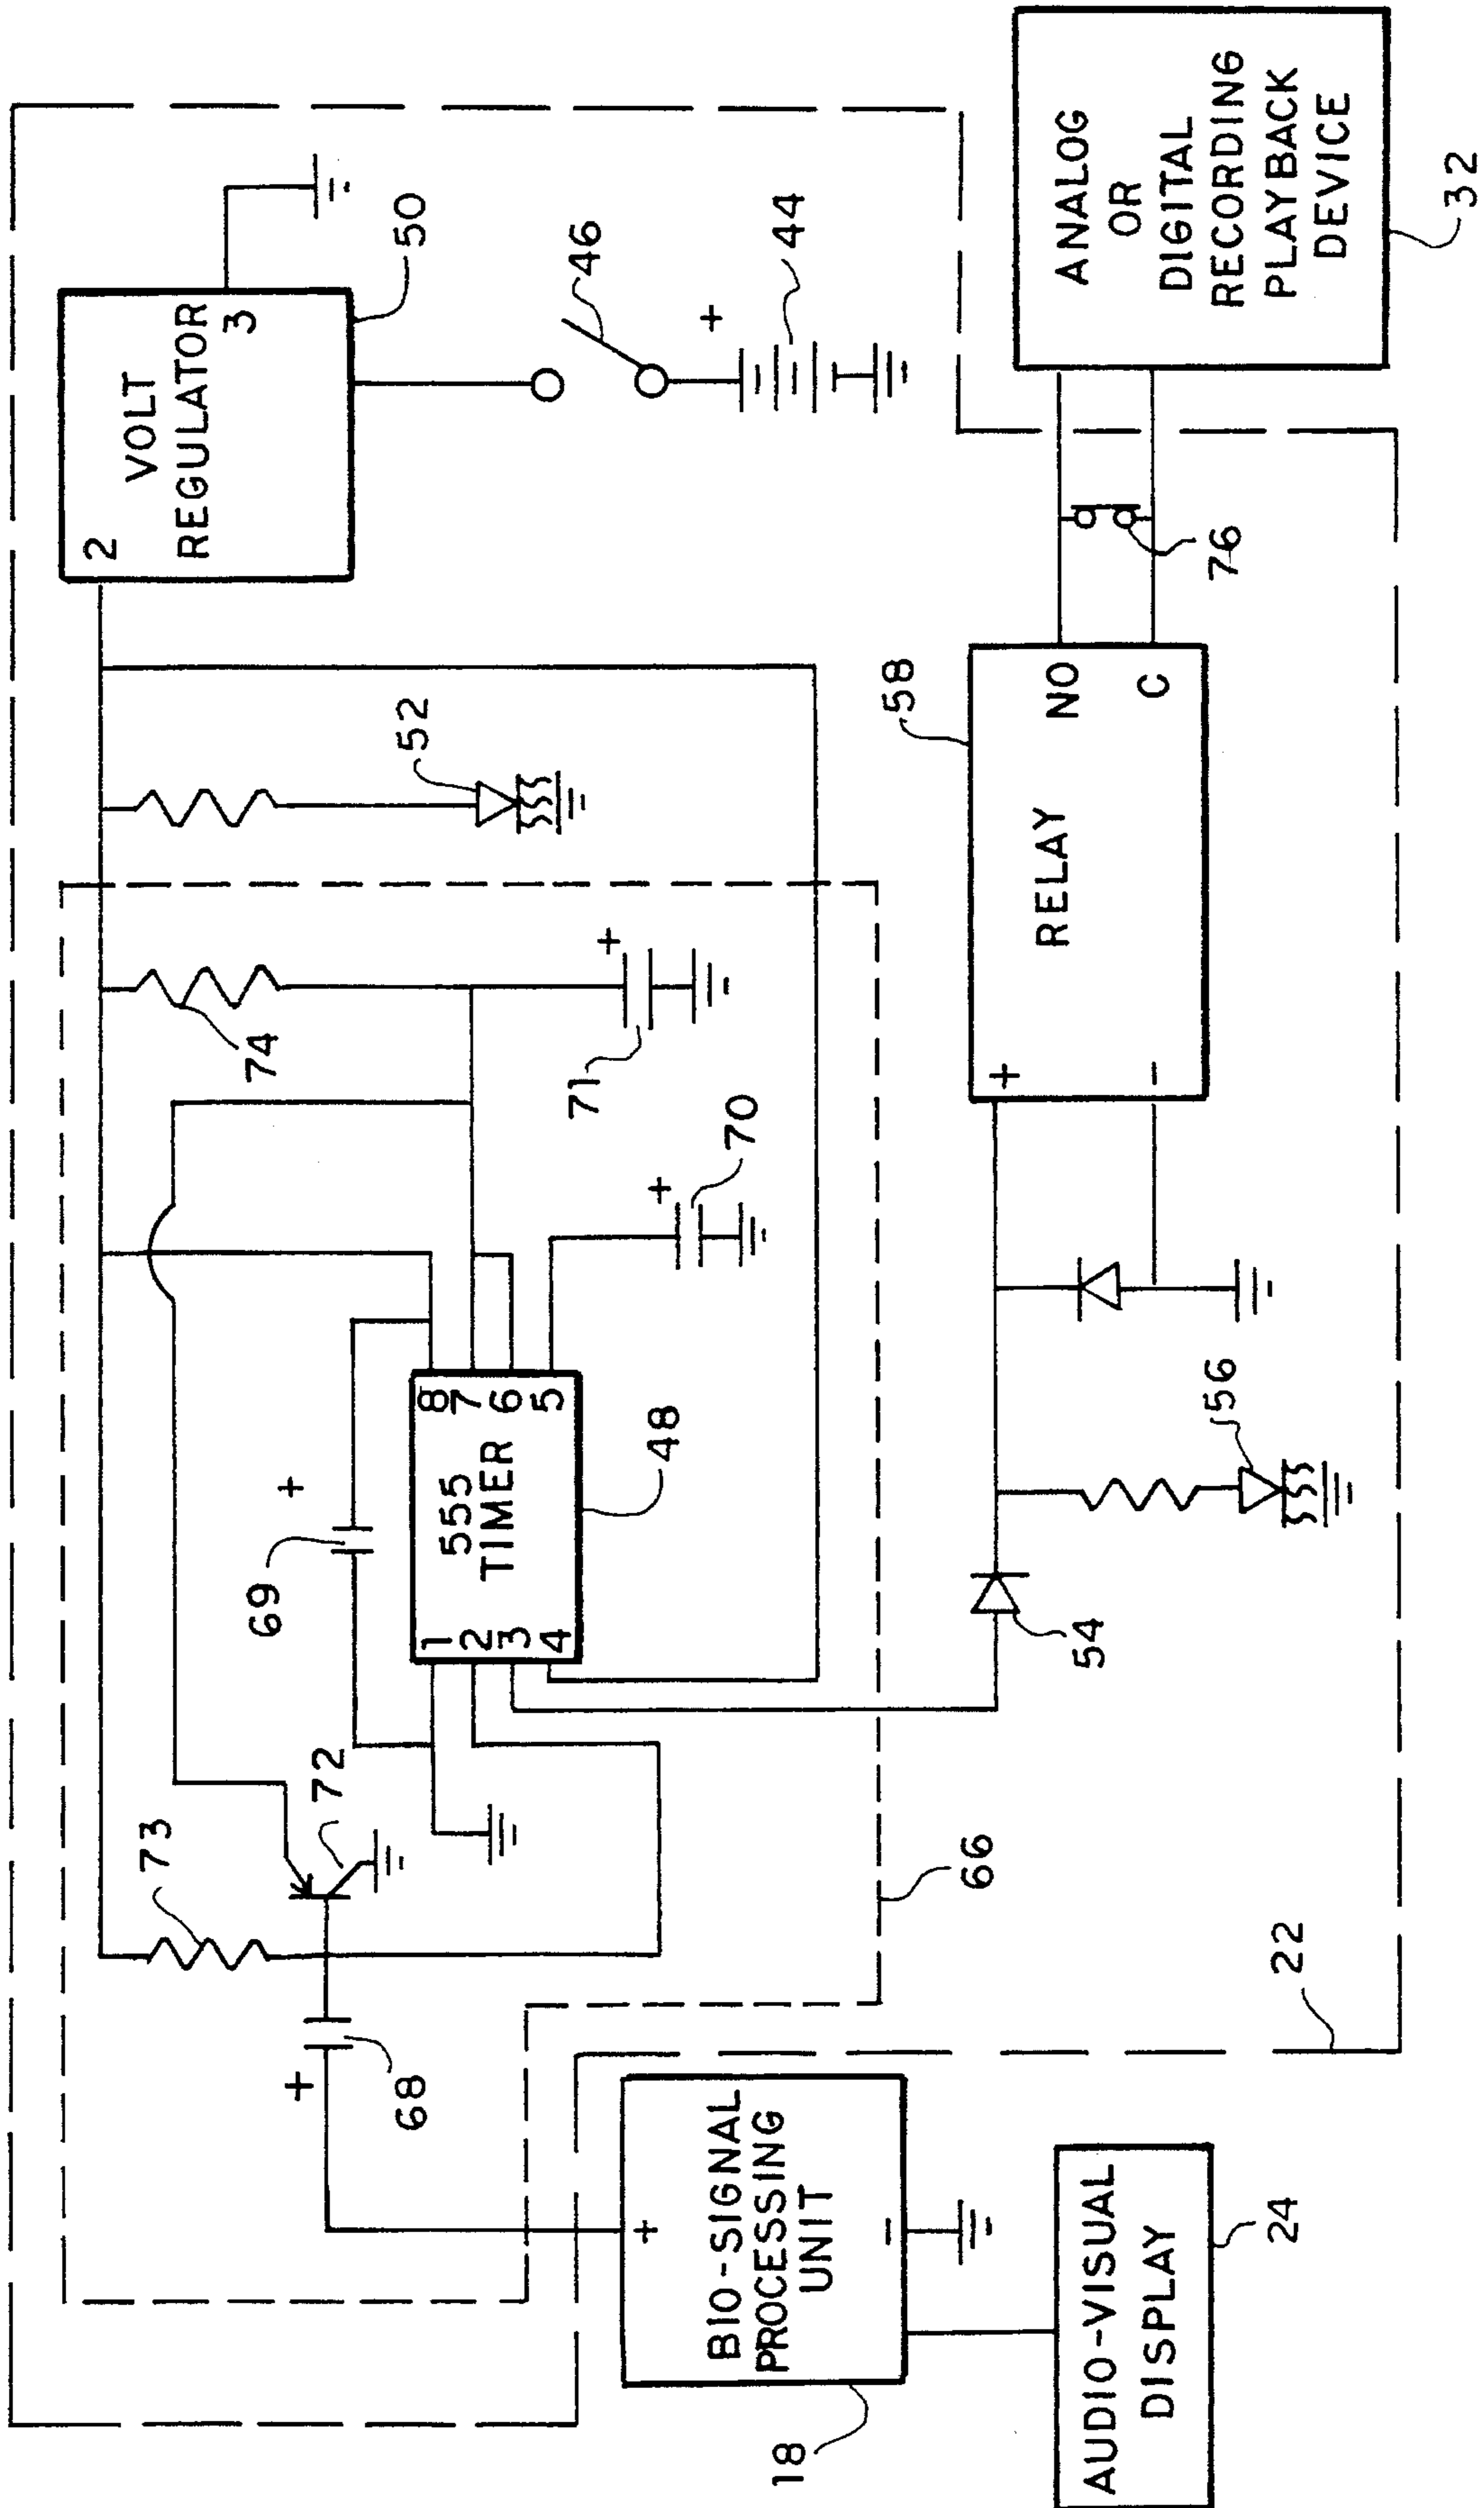 2
VOLT
REGULATOR
3
50
73
72
74
52
46
+
68
69
+
+
71
+
44
70
+
1
2
3
4
555
TIMER
8
7
6
5
48
+
BIO-SIGNAL
PROCESSING
UNIT
18
66
54
56
58
+
-
RELAY
NO
C
76
ANALOG
OR
DIGITAL
RECORDING
PLAYBACK
DEVICE
32
AUDIO-VISUAL
DISPLAY
24
22